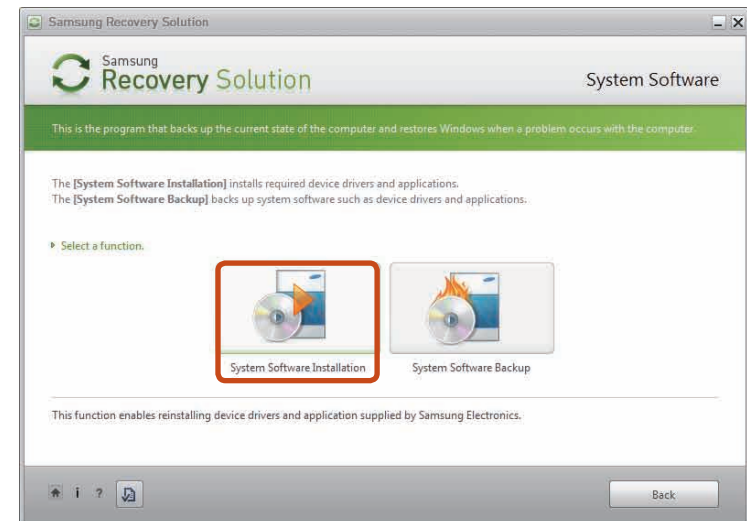 Samsung Recovery Solution
Samsung
Recovery Solution
System Software
This is the program that backs up the current state of the computer and restores Windows when a problem occurs with the computer.
The [System Software Installation] installs required device drivers and applications.
The [System Software Backup] backs up system software such as device drivers and applications.
Select a function.
System Software Installation
System Software Backup
This function enables reinstalling device drivers and application supplied by Samsung Electronics.
i ?
Back